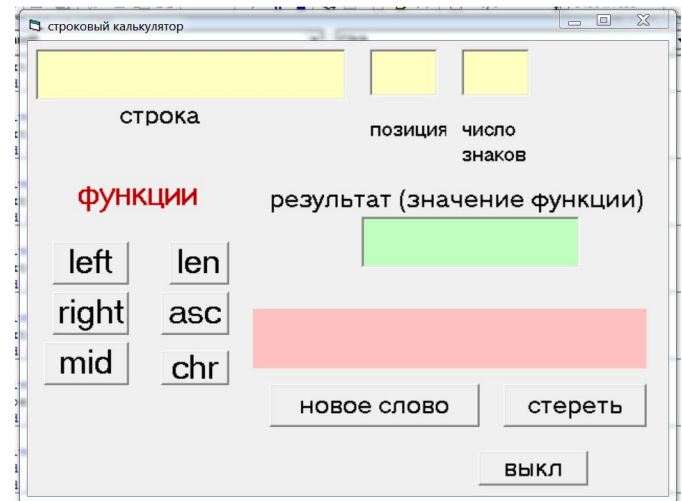 строковый калькулятор
строка
позиция
число
знаков
функции
результат (значение функции)
left
len
right
asc
mid
chr
новое слово
стереть
выкл